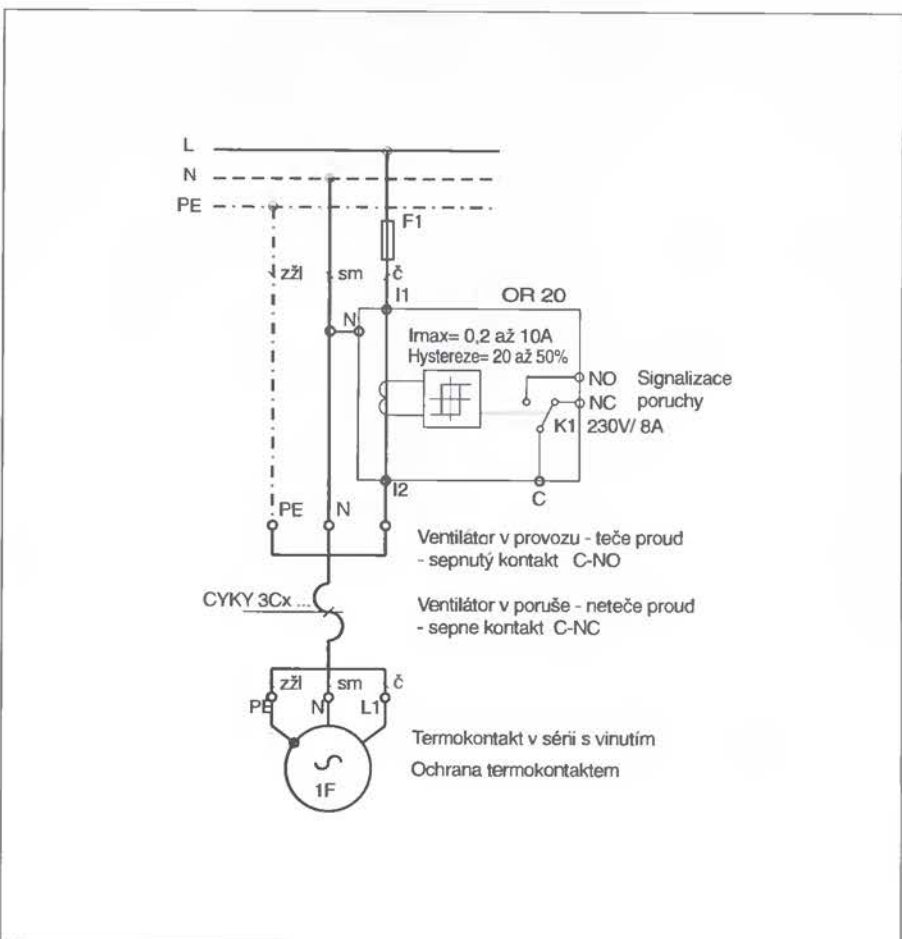 L
N
PE
F1
zžl sm č
I1 OR 20
N
Imax= 0,2 až 10A
Hystereze= 20 až 50%
NO Signalizace
NC poruchy
K1 230V/ 8A
I2
C
PE N
Ventilátor v provozu - teče proud
- sepnutý kontakt C-NO
CYKY 3Cx ...
Ventilátor v poruše - neteče proud
- sepne kontakt C-NC
zžl sm č
PE N L1
Termokontakt v sérii s vinutím
Ochrana termokontaktem
1F